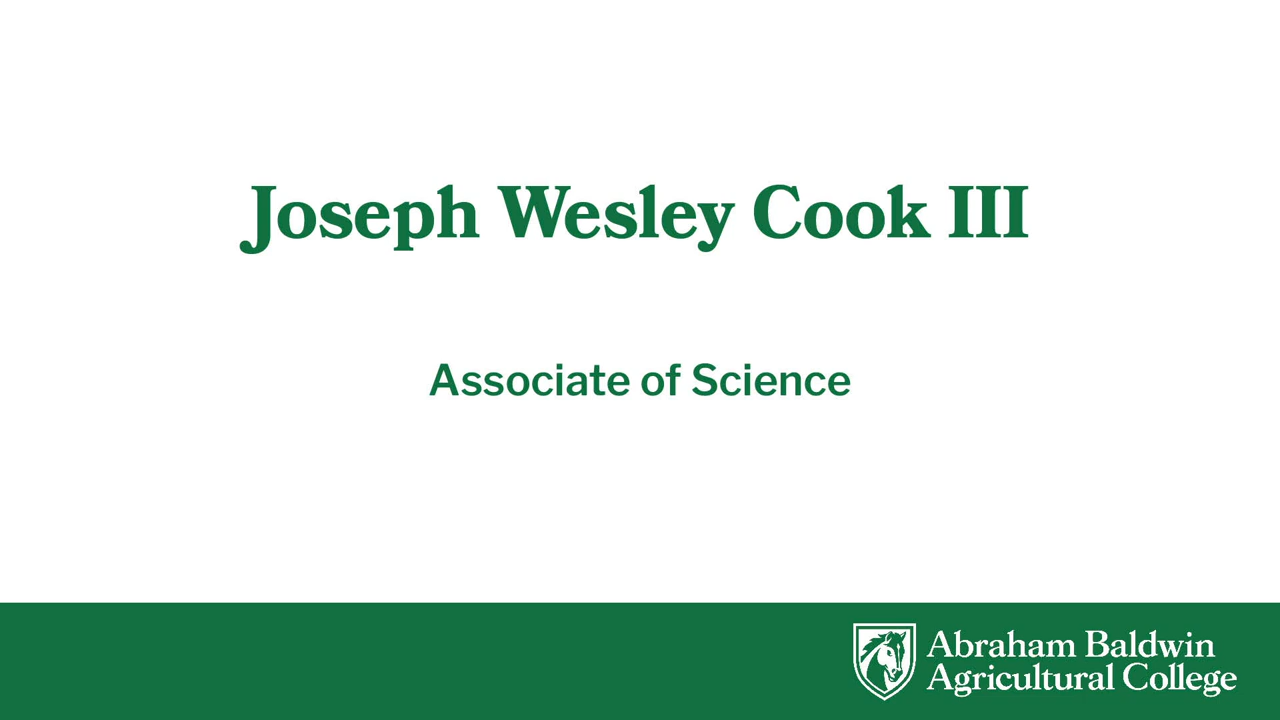 Joseph Wesley Cook III
Associate of Science
Abraham Baldwin
Agricultural College